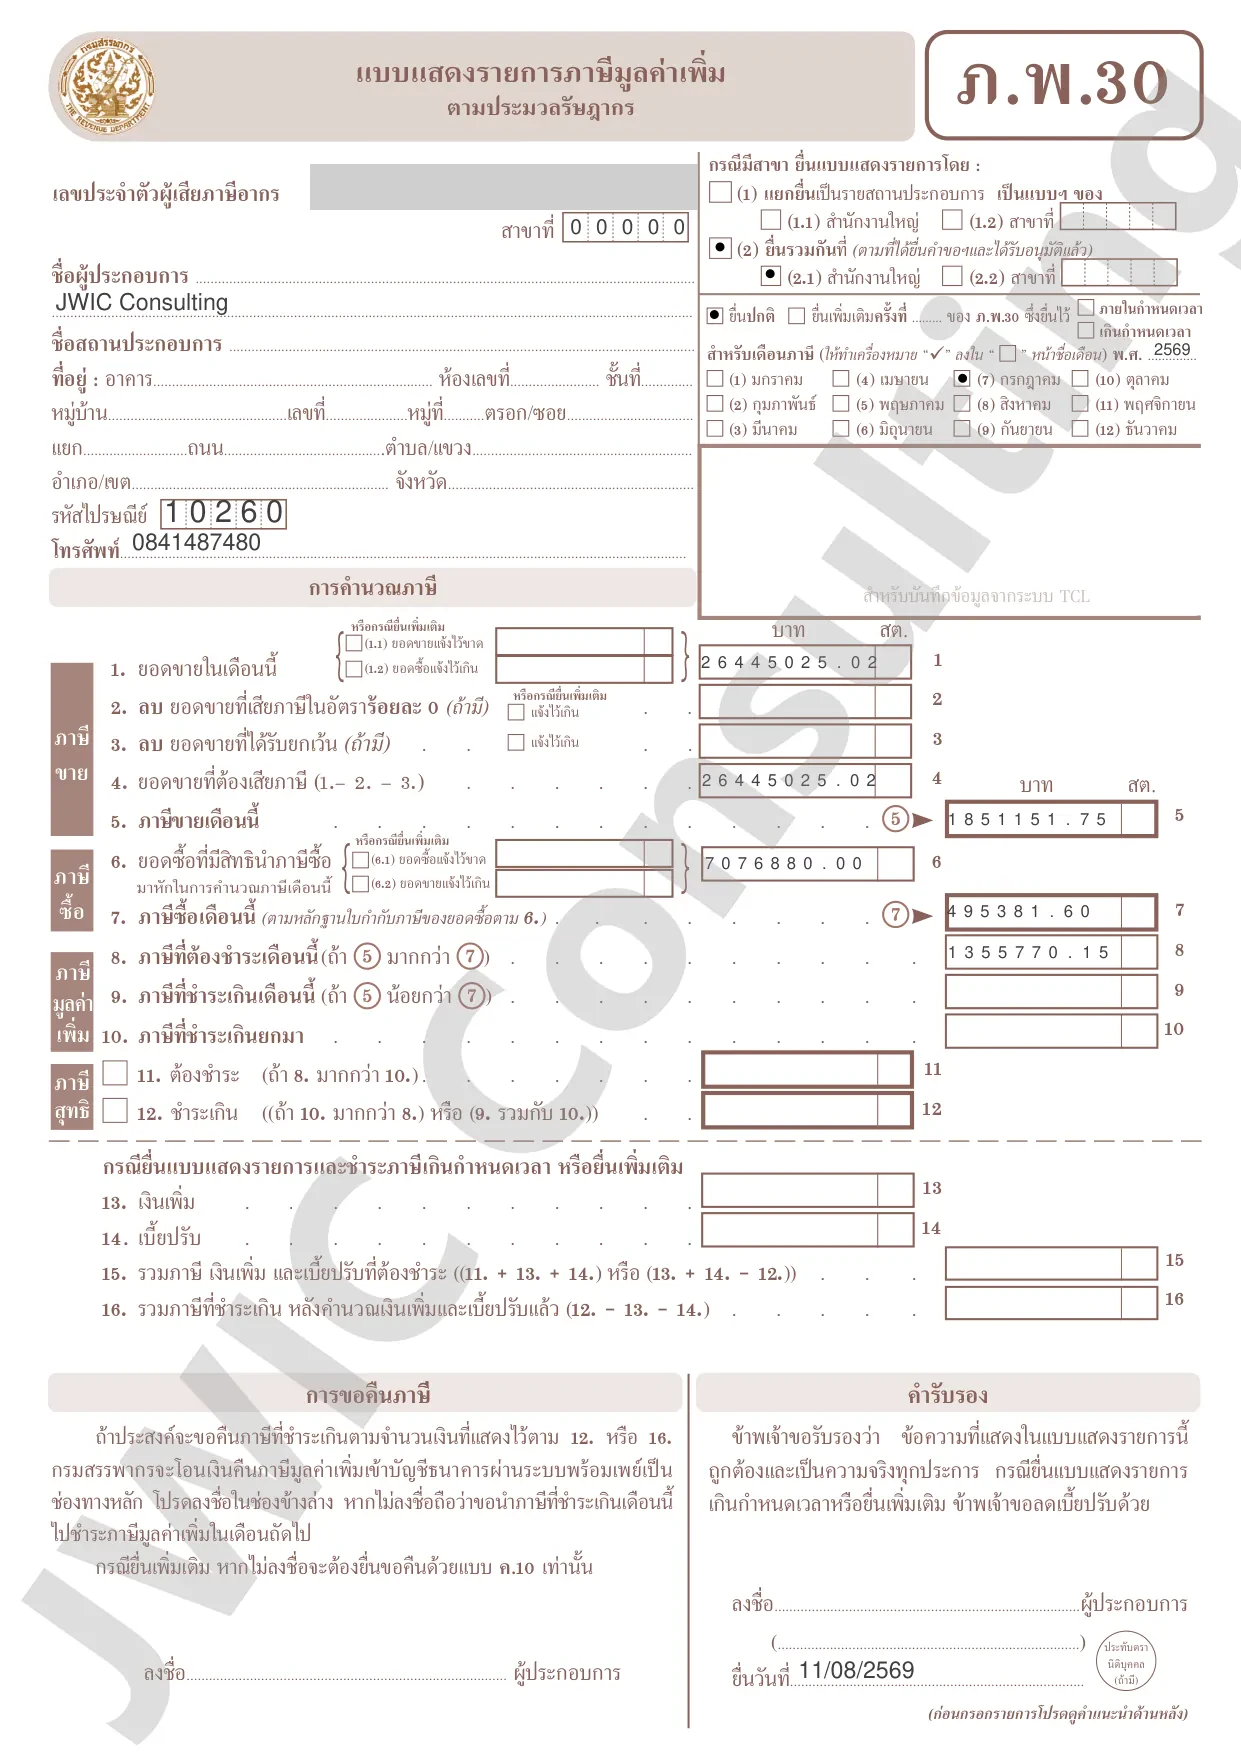 แบบแสดงรายการภาษีมูลค่าเพิ่ม
ตามประมวลรัษฎากร
ภ.พ.30
เลขประจำตัวผู้เสียภาษีอากร
สาขาที่ 0 0 0 0 0
ชื่อผู้ประกอบการ
JWIC Consulting
ชื่อสถานประกอบการ
ที่อยู่ : อาคาร ห้องเลขที่ ชั้นที่
หมู่บ้าน เลขที่ หมู่ที่ ตรอก/ซอย
แยก ถนน ตำบล/แขวง
อำเภอ/เขต จังหวัด
รหัสไปรษณีย์ 1 0 2 6 0
โทรศัพท์ 0841487480
กรณีมีสาขา ยื่นแบบแสดงรายการโดย :
(1) แยกยื่นเป็นรายสถานประกอบการ เป็นแบบฯ ของ
(1.1) สำนักงานใหญ่ (1.2) สาขาที่
(2) ยื่นรวมกันที่ (ตามที่ได้ยื่นคำขอฯและได้รับอนุมัติแล้ว)
(2.1) สำนักงานใหญ่ (2.2) สาขาที่
ยื่นปกติ ยื่นเพิ่มเติมครั้งที่ ......... ของ ภ.พ.30 ซึ่งยื่นไว้ ภายในกำหนดเวลา
เกินกำหนดเวลา
สำหรับเดือนภาษี (ให้ทำเครื่องหมาย “✓” ลงใน “ ☐ ” หน้าชื่อเดือน) พ.ศ. 2569
(1) มกราคม (4) เมษายน (7) กรกฎาคม (10) ตุลาคม
(2) กุมภาพันธ์ (5) พฤษภาคม (8) สิงหาคม (11) พฤศจิกายน
(3) มีนาคม (6) มิถุนายน (9) กันยายน (12) ธันวาคม
สำหรับบันทึกข้อมูลจากระบบ TCL
การคำนวณภาษี
บาท สต.
ภาษีขาย
หรือกรณียื่นเพิ่มเติม
(1.1) ยอดขายแจ้งไว้ขาด
1. ยอดขายในเดือนนี้ 26445025.02 1
(1.2) ยอดซื้อแจ้งไว้เกิน
หรือกรณียื่นเพิ่มเติม
2. ลบ ยอดขายที่เสียภาษีในอัตราร้อยละ 0 (ถ้ามี) แจ้งไว้เกิน 2
3. ลบ ยอดขายที่ได้รับยกเว้น (ถ้ามี) แจ้งไว้เกิน 3
4. ยอดขายที่ต้องเสียภาษี (1.– 2. – 3.) 26445025.02 4
บาท สต.
5. ภาษีขายเดือนนี้ 5 1851151.75 5
ภาษีซื้อ
หรือกรณียื่นเพิ่มเติม
6. ยอดซื้อที่มีสิทธินำภาษีซื้อ (6.1) ยอดซื้อแจ้งไว้ขาด 7076880.00 6
มาหักในการคำนวณภาษีเดือนนี้ (6.2) ยอดขายแจ้งไว้เกิน
7. ภาษีซื้อเดือนนี้ (ตามหลักฐานใบกำกับภาษีของยอดซื้อตาม 6.) 7 495381.60 7
ภาษีมูลค่าเพิ่ม
8. ภาษีที่ต้องชำระเดือนนี้ (ถ้า 5 มากกว่า 7) 1355770.15 8
9. ภาษีที่ชำระเกินเดือนนี้ (ถ้า 5 น้อยกว่า 7) 9
10. ภาษีที่ชำระเกินยกมา 10
ภาษีสุทธิ
11. ต้องชำระ (ถ้า 8. มากกว่า 10.) 11
12. ชำระเกิน ((ถ้า 10. มากกว่า 8.) หรือ (9. รวมกับ 10.)) 12
กรณียื่นแบบแสดงรายการและชำระภาษีเกินกำหนดเวลา หรือยื่นเพิ่มเติม
13. เงินเพิ่ม 13
14. เบี้ยปรับ 14
15. รวมภาษี เงินเพิ่ม และเบี้ยปรับที่ต้องชำระ ((11. + 13. + 14.) หรือ (13. + 14. - 12.)) 15
16. รวมภาษีที่ชำระเกิน หลังคำนวณเงินเพิ่มและเบี้ยปรับแล้ว (12. - 13. - 14.) 16
การขอคืนภาษี
ถ้าประสงค์จะขอคืนภาษีที่ชำระเกินตามจำนวนเงินที่แสดงไว้ตาม 12. หรือ 16.
กรมสรรพากรจะโอนเงินคืนภาษีมูลค่าเพิ่มเข้าบัญชีธนาคารผ่านระบบพร้อมเพย์เป็น
ช่องทางหลัก โปรดลงชื่อในช่องข้างล่าง หากไม่ลงชื่อถือว่าขอนำภาษีที่ชำระเกินเดือนนี้
ไปชำระภาษีมูลค่าเพิ่มในเดือนถัดไป
กรณียื่นเพิ่มเติม หากไม่ลงชื่อจะต้องยื่นขอคืนด้วยแบบ ค.10 เท่านั้น
ลงชื่อ ผู้ประกอบการ
คำรับรอง
ข้าพเจ้าขอรับรองว่า ข้อความที่แสดงในแบบแสดงรายการนี้
ถูกต้องและเป็นความจริงทุกประการ กรณียื่นแบบแสดงรายการ
เกินกำหนดเวลาหรือยื่นเพิ่มเติม ข้าพเจ้าขอลดเบี้ยปรับด้วย
ลงชื่อ ผู้ประกอบการ
( )
ยื่นวันที่ 11/08/2569
ประทับตรา
นิติบุคคล
(ถ้ามี)
(ก่อนกรอกรายการโปรดดูคำแนะนำด้านหลัง)
JWIC Consulting
กรมสรรพากร
THE REVENUE DEPARTMENT